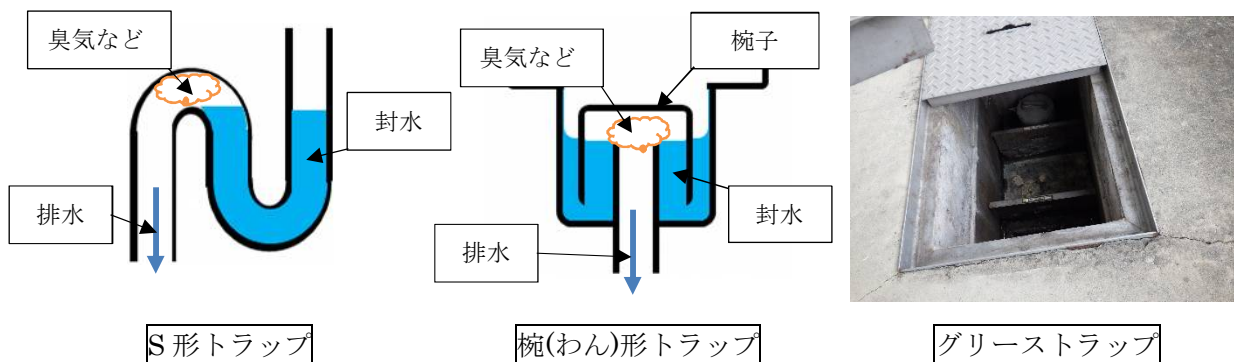 臭気など
封水
排水
S 形トラップ
臭気など
椀子
封水
排水
椀(わん)形トラップ
グリーストラップ